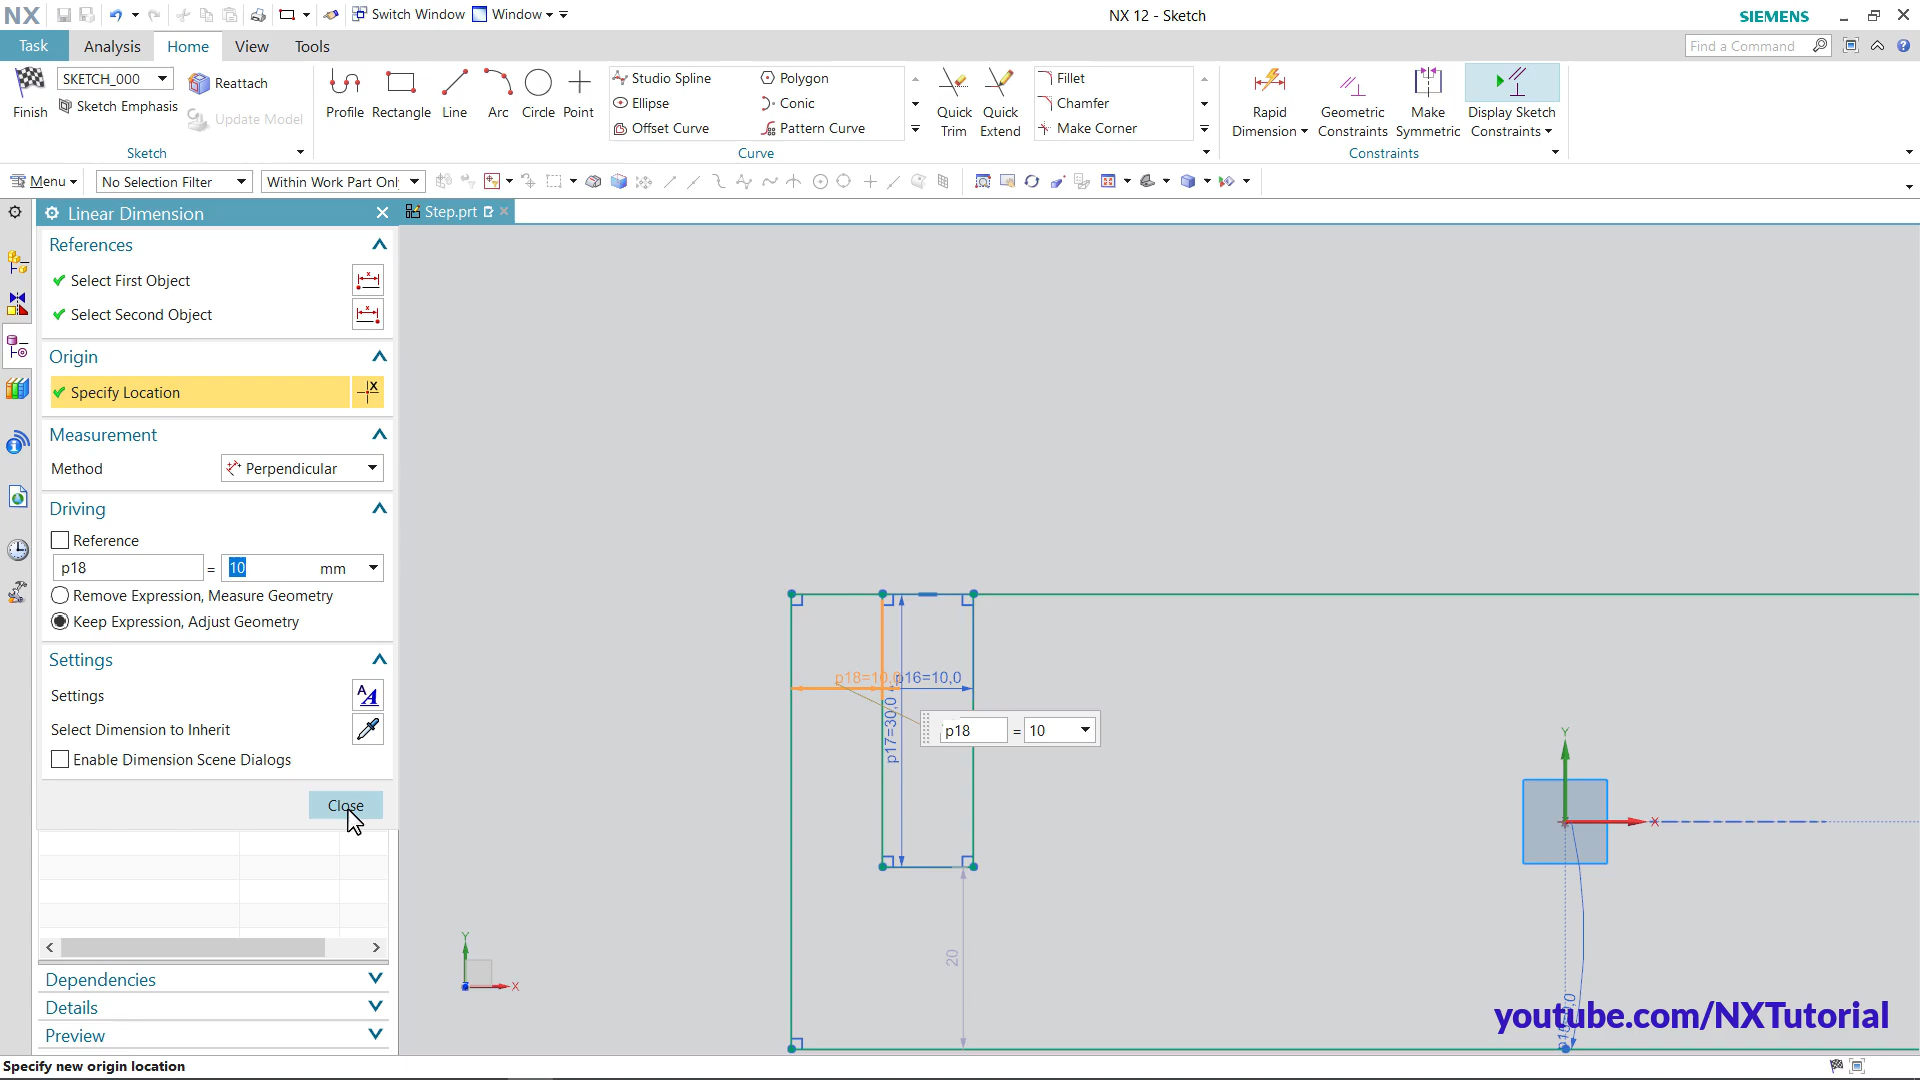 NX
Switch Window
Window
NX 12 - Sketch
SIEMENS
Task
Analysis
Home
View
Tools
Find a Command
Finish
SKETCH_000
Sketch Emphasis
Reattach
Update Model
Sketch
Profile
Rectangle
Line
Arc
Circle
Point
Studio Spline
Ellipse
Offset Curve
Polygon
Conic
Pattern Curve
Curve
Quick Trim
Quick Extend
Fillet
Chamfer
Make Corner
Rapid Dimension
Geometric Constraints
Make Symmetric
Display Sketch Constraints
Constraints
Menu
No Selection Filter
Within Work Part Onl
Linear Dimension
Step.prt
References
Select First Object
Select Second Object
Origin
Specify Location
Measurement
Method
Perpendicular
Driving
Reference
p18 = 10 mm
Remove Expression, Measure Geometry
Keep Expression, Adjust Geometry
Settings
Settings
Select Dimension to Inherit
Enable Dimension Scene Dialogs
Close
Dependencies
Details
Preview
p18=10,0
p16=10,0
p17=30,0
p18 = 10
20
Y
X
Y
X
youtube.com/NXTutorial
Specify new origin location